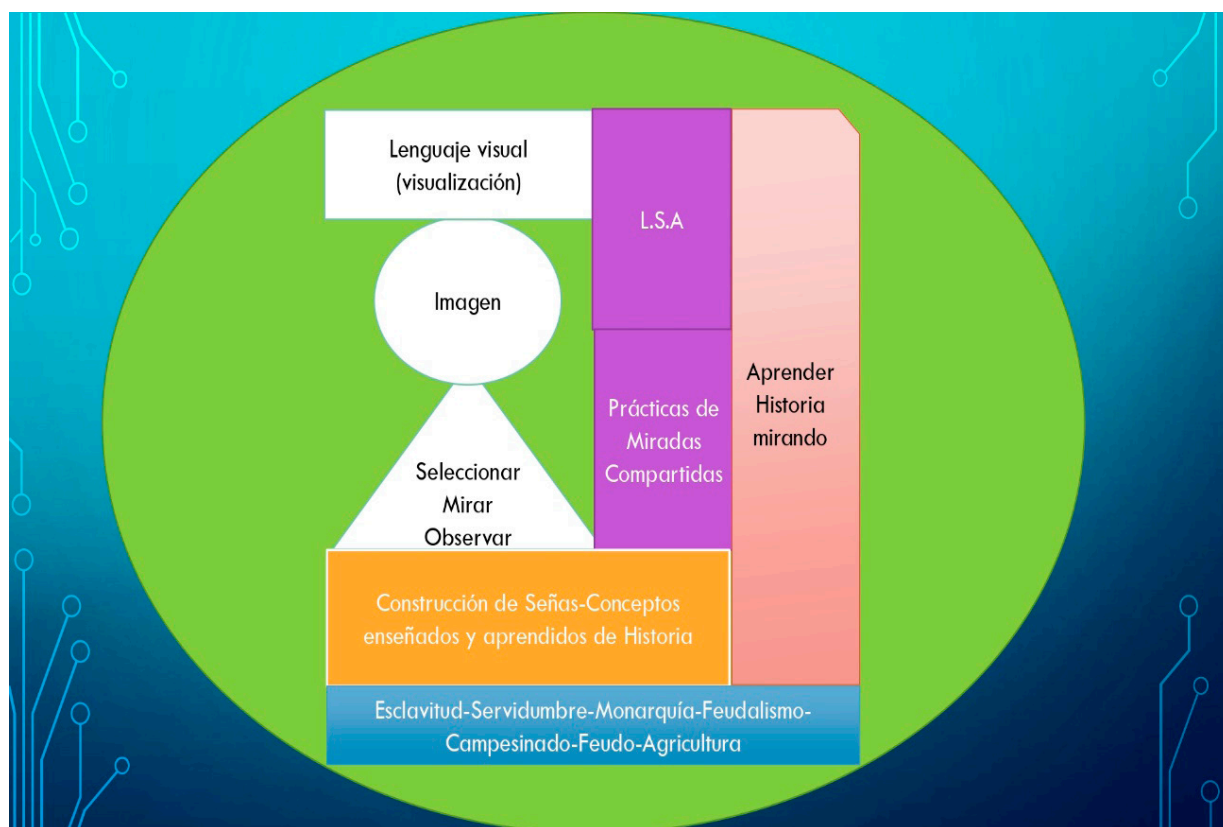 Lenguaje visual
(visualización)
L.S.A
Imagen
Aprender
Historia
mirando
Prácticas de
Miradas
Compartidas
Seleccionar
Mirar
Observar
Construcción de Señas-Conceptos
enseñados y aprendidos de Historia
Esclavitud-Servidumbre-Monarquía-Feudalismo-
Campesinado-Feudo-Agricultura